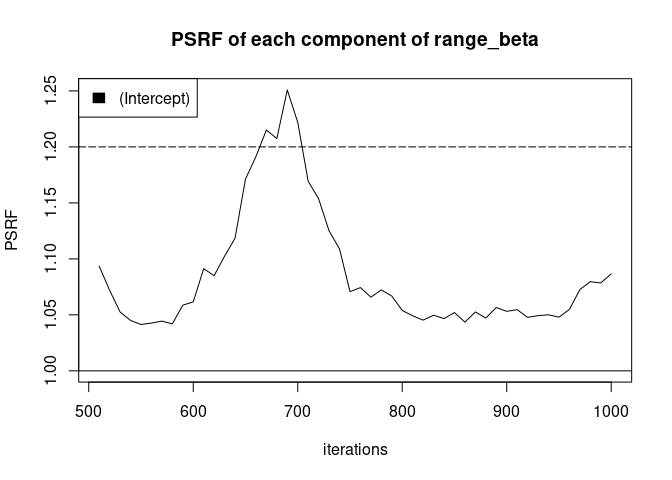 PSRF of each component of range_beta
(Intercept)
PSRF
1.25
1.20
1.15
1.10
1.05
1.00
500 600 700 800 900 1000
iterations